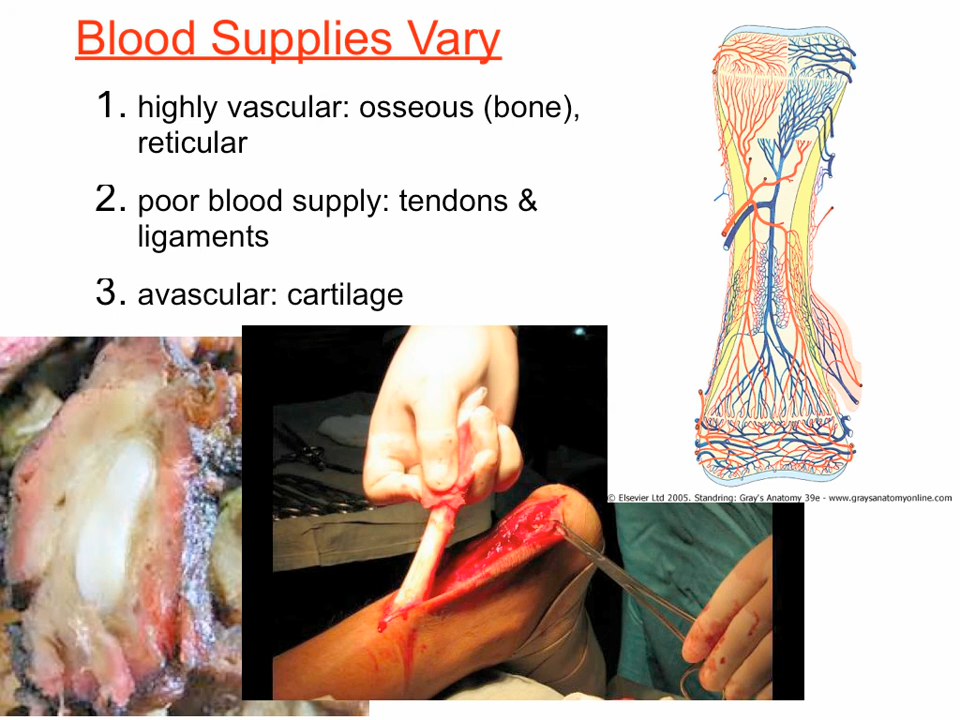 Blood Supplies Vary
1. highly vascular: osseous (bone),
reticular
2. poor blood supply: tendons &
ligaments
3. avascular: cartilage
© Elsevier Ltd 2005. Standring: Gray's Anatomy 39e - www.graysanatomyonline.com